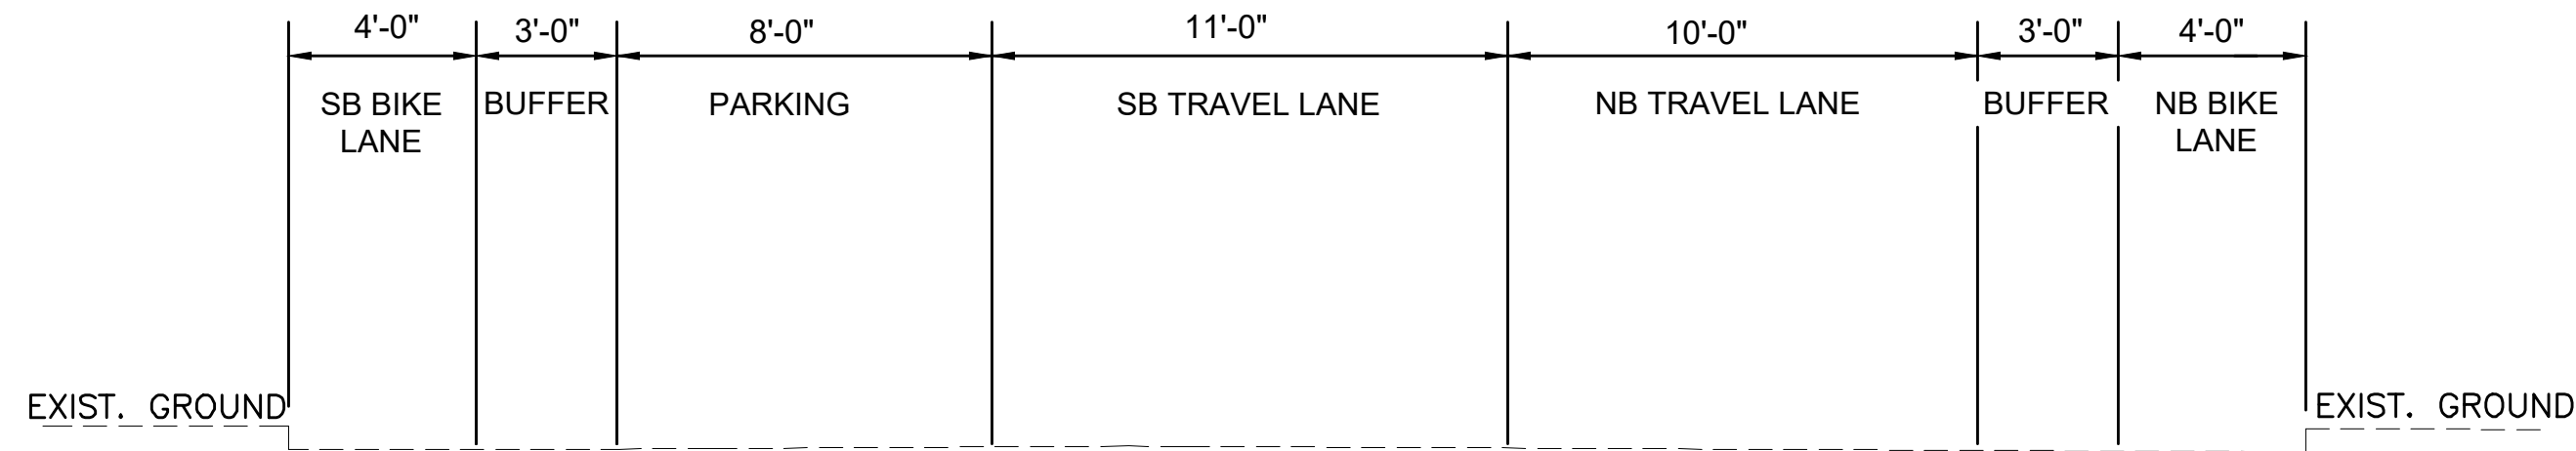 4'-0" 3'-0" 8'-0" 11'-0" 10'-0" 3'-0" 4'-0"
SB BIKE
LANE
BUFFER
PARKING
SB TRAVEL LANE
NB TRAVEL LANE
BUFFER
NB BIKE
LANE
EXIST. GROUND
EXIST. GROUND